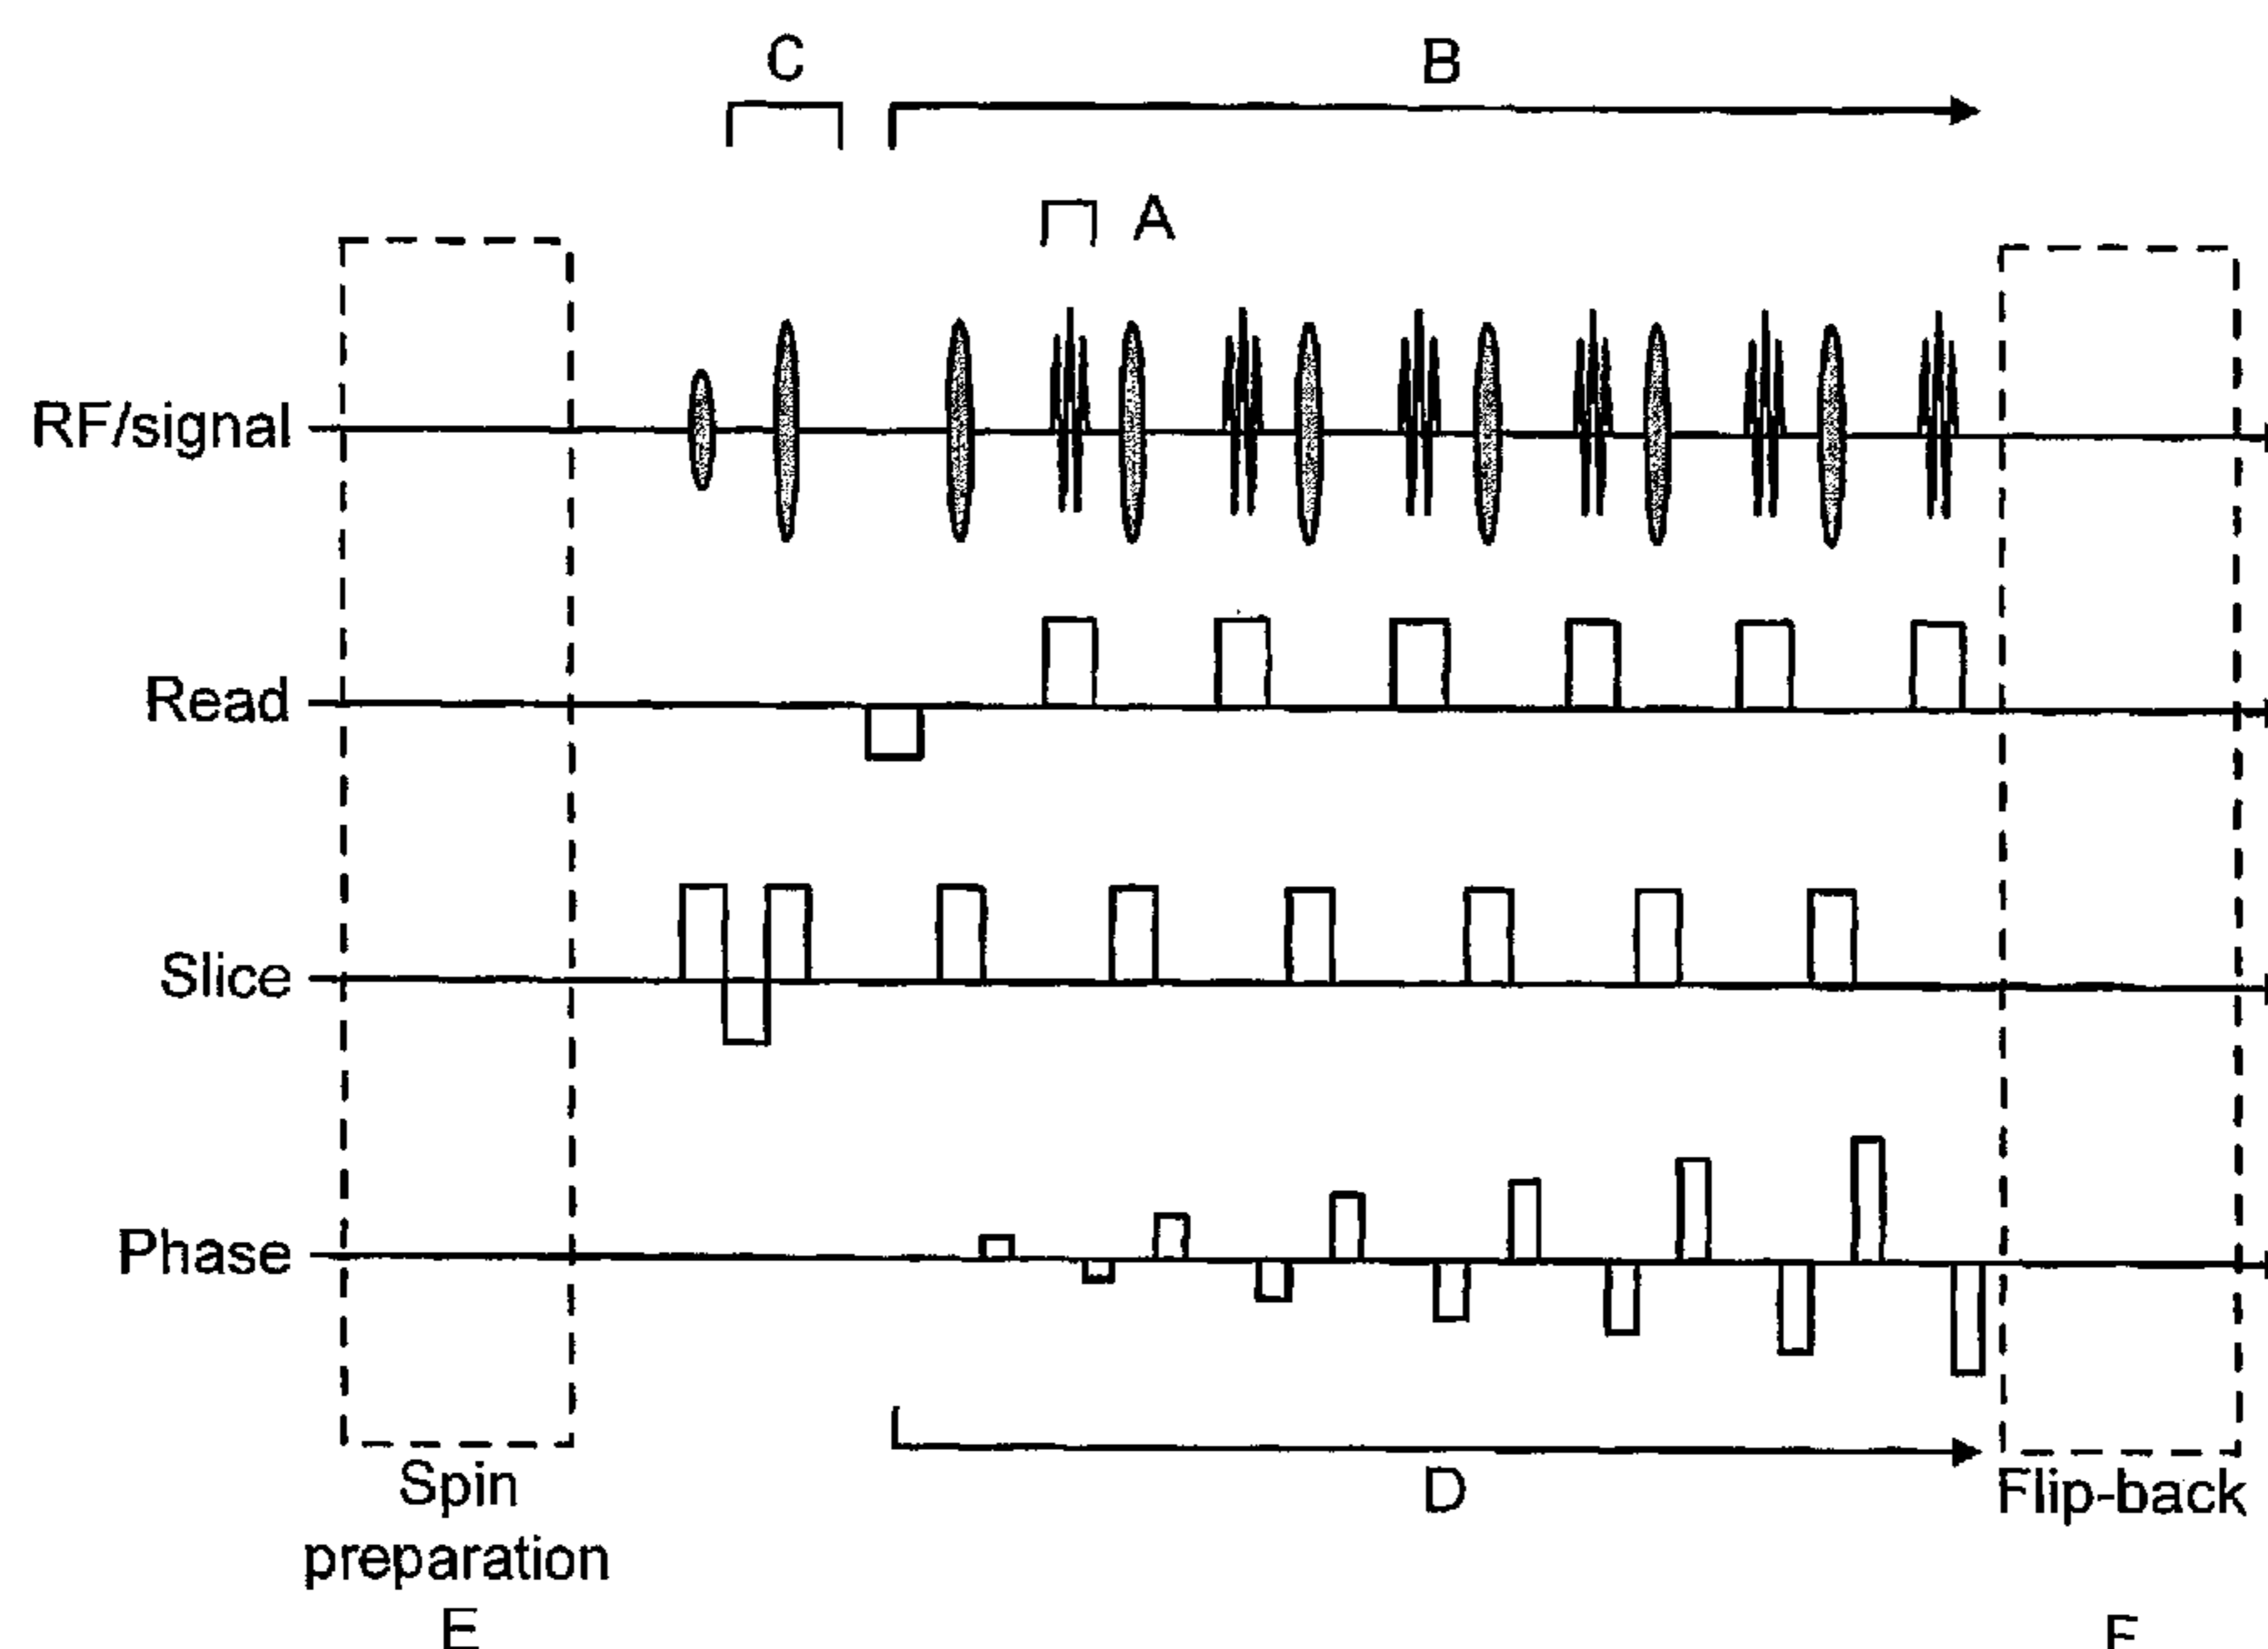 C
B
A
RF/signal
Read
Slice
Phase
Spin
preparation
E
D
Flip-back
F